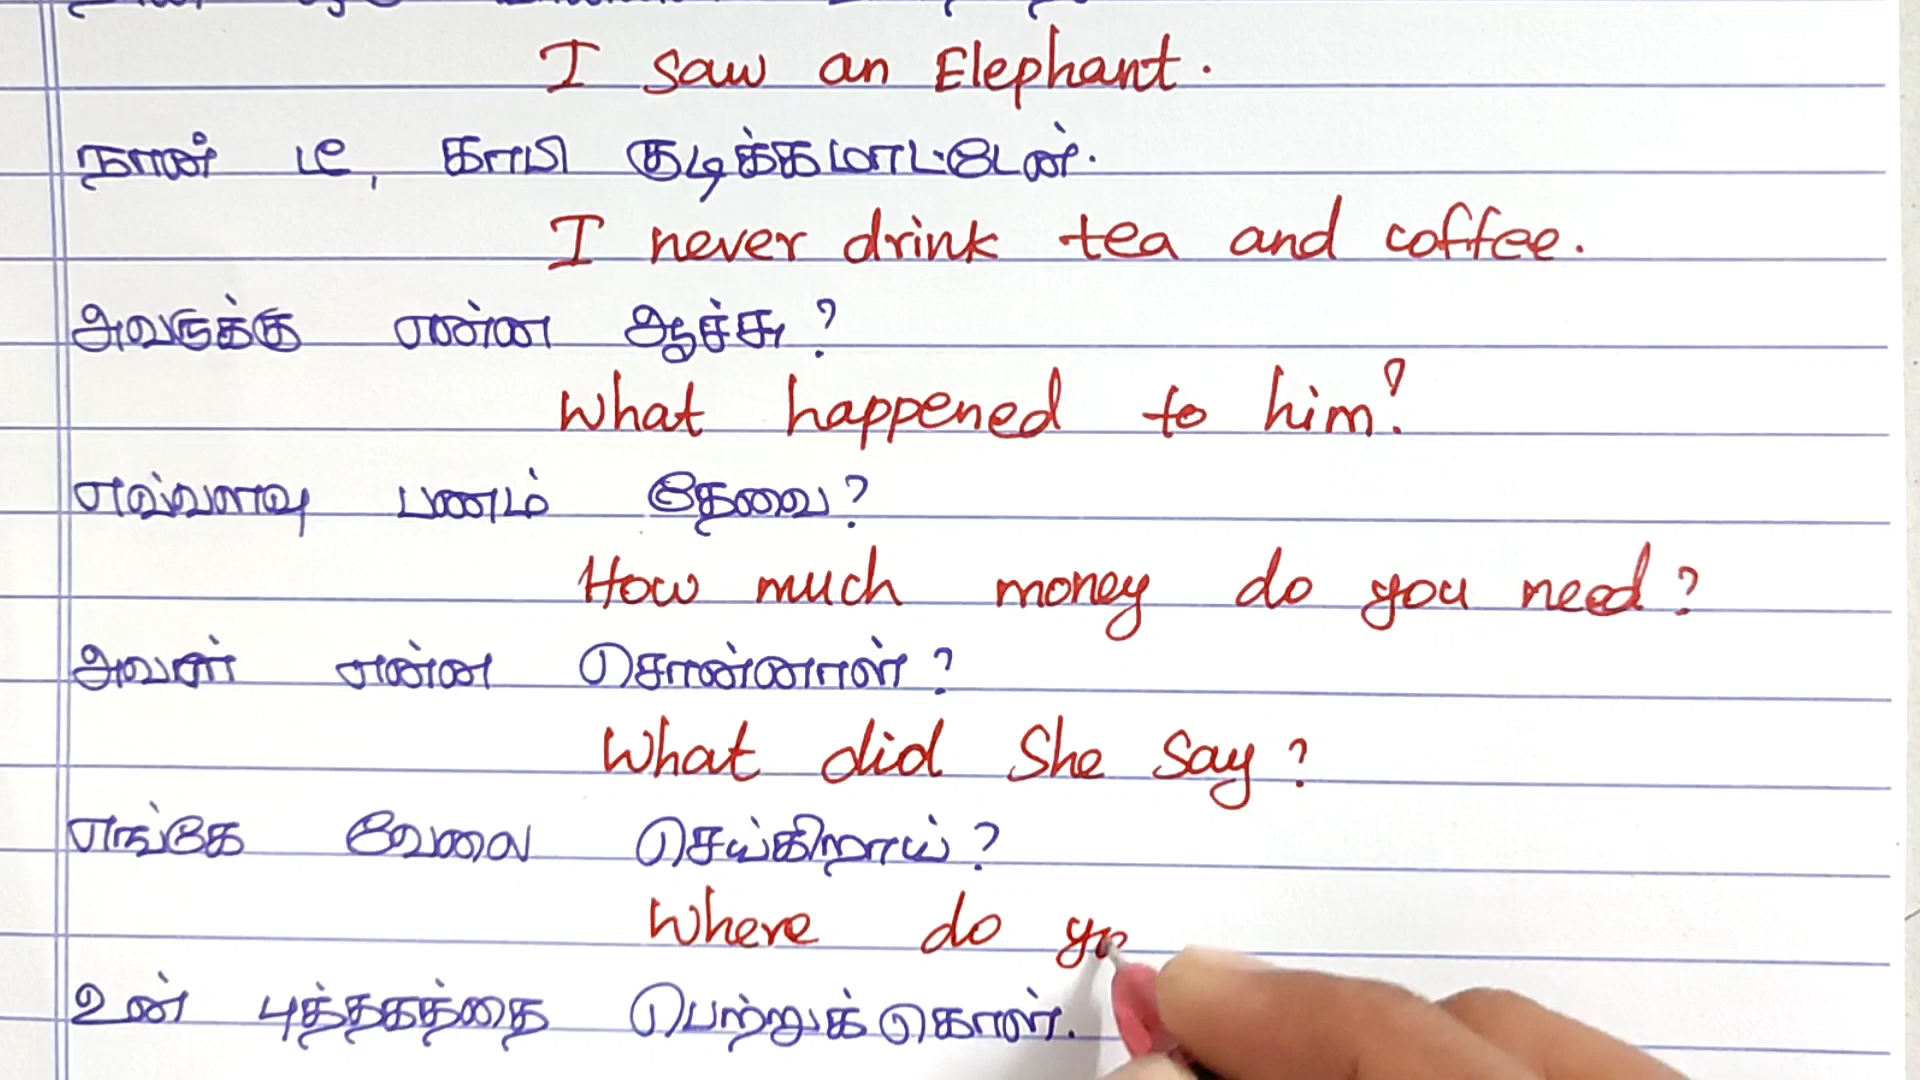 I saw an Elephant.
நான் டீ, காபி குடிக்கமாட்டேன்.
I never drink tea and coffee.
அவருக்கு என்ன ஆச்சு?
What happened to him?
எவ்வளவு பணம் தேவை?
How much money do you need?
அவள் என்ன சொன்னாள்?
What did She Say?
எங்கே வேலை செய்கிறாய்?
Where do yo
உன் புத்தகத்தை பெற்றுக்கொள்.